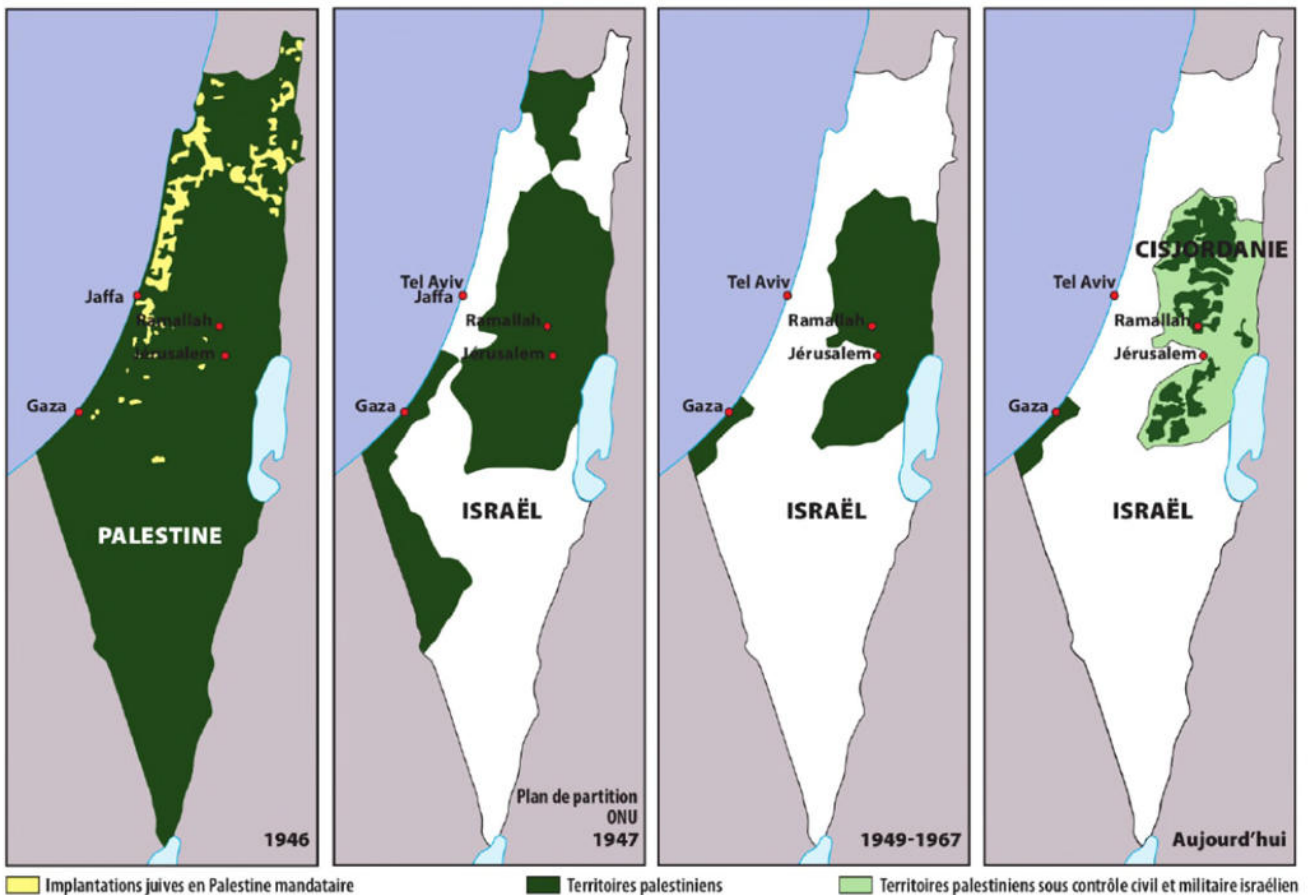 Jaffa
Ramallah
Jérusalem
Gaza
PALESTINE
1946
Tel Aviv
Jaffa
Ramallah
Jérusalem
Gaza
ISRAËL
Plan de partition
ONU
1947
Tel Aviv
Ramallah
Jérusalem
Gaza
ISRAËL
1949-1967
CISJORDANIE
Tel Aviv
Ramallah
Jérusalem
Gaza
ISRAËL
Aujourd'hui
Implantations juives en Palestine mandataire
Territoires palestiniens
Territoires palestiniens sous contrôle civil et militaire israélien